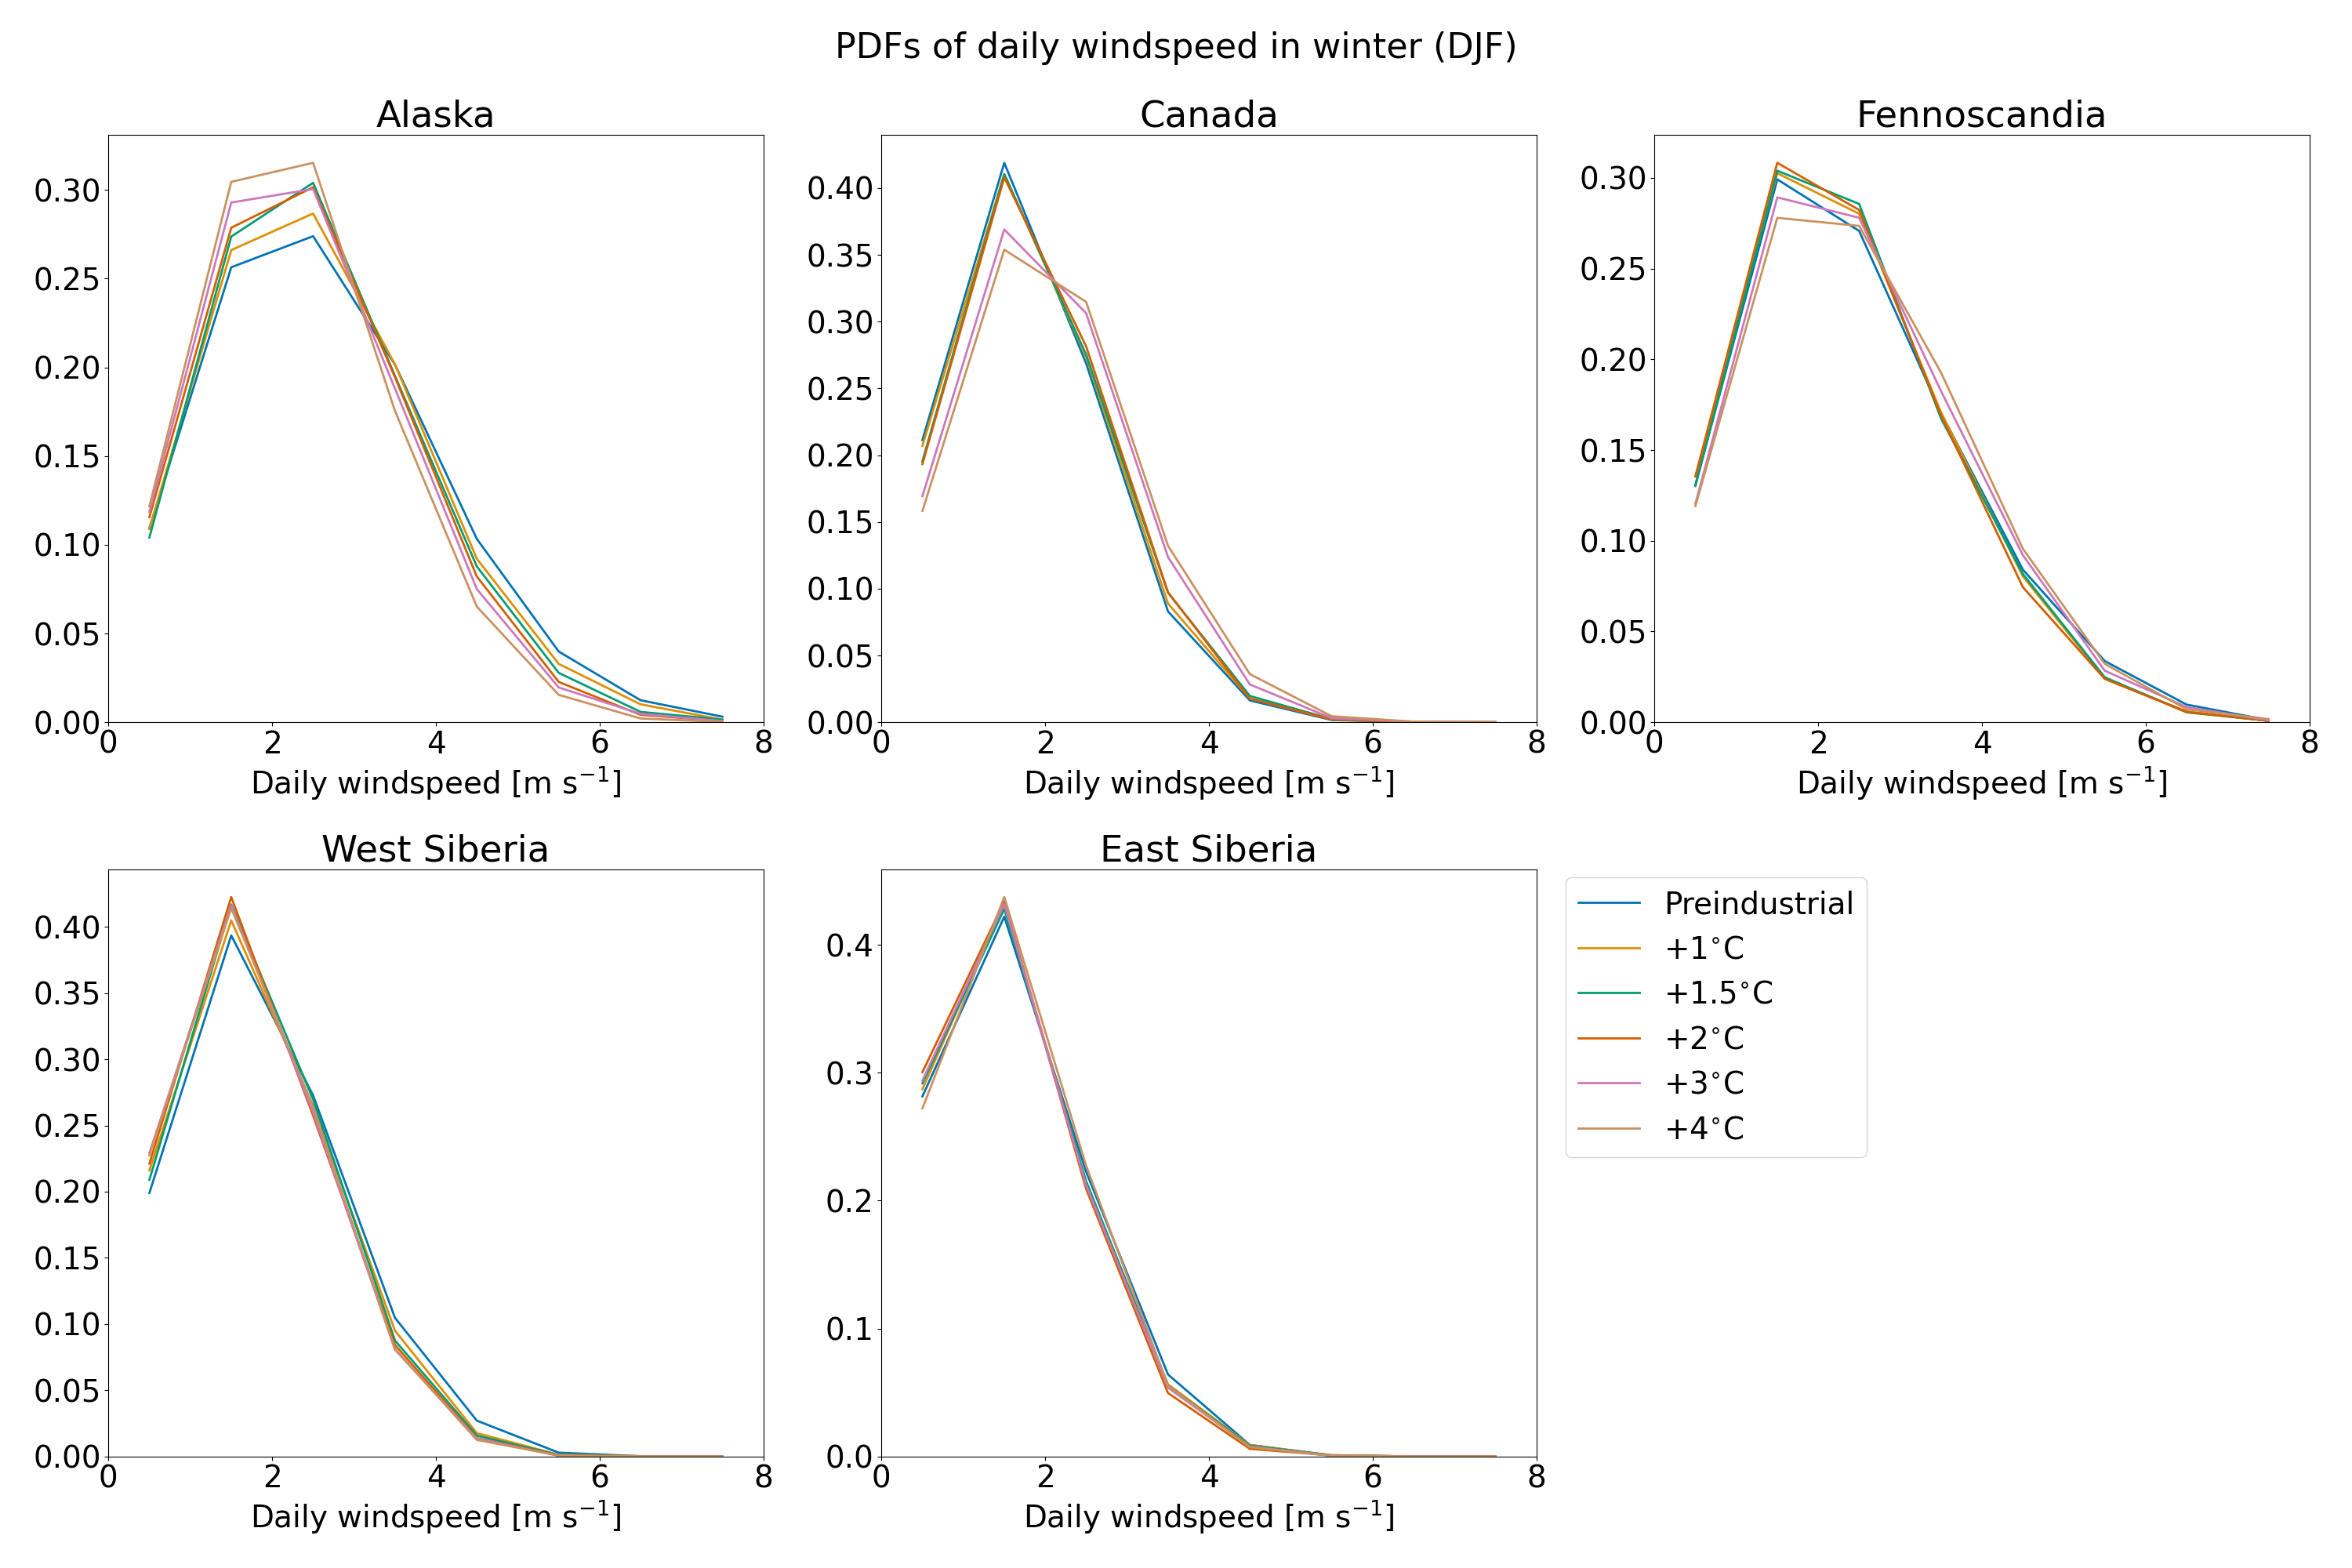 PDFs of daily windspeed in winter (DJF)
Alaska
0.30
0.25
0.20
0.15
0.10
0.05
0.00
0 2 4 6 8
Daily windspeed [m s⁻¹]
Canada
0.40
0.35
0.30
0.25
0.20
0.15
0.10
0.05
0.00
0 2 4 6 8
Daily windspeed [m s⁻¹]
Fennoscandia
0.30
0.25
0.20
0.15
0.10
0.05
0.00
0 2 4 6 8
Daily windspeed [m s⁻¹]
West Siberia
0.40
0.35
0.30
0.25
0.20
0.15
0.10
0.05
0.00
0 2 4 6 8
Daily windspeed [m s⁻¹]
East Siberia
0.4
0.3
0.2
0.1
0.0
0 2 4 6 8
Daily windspeed [m s⁻¹]
Preindustrial
+1°C
+1.5°C
+2°C
+3°C
+4°C